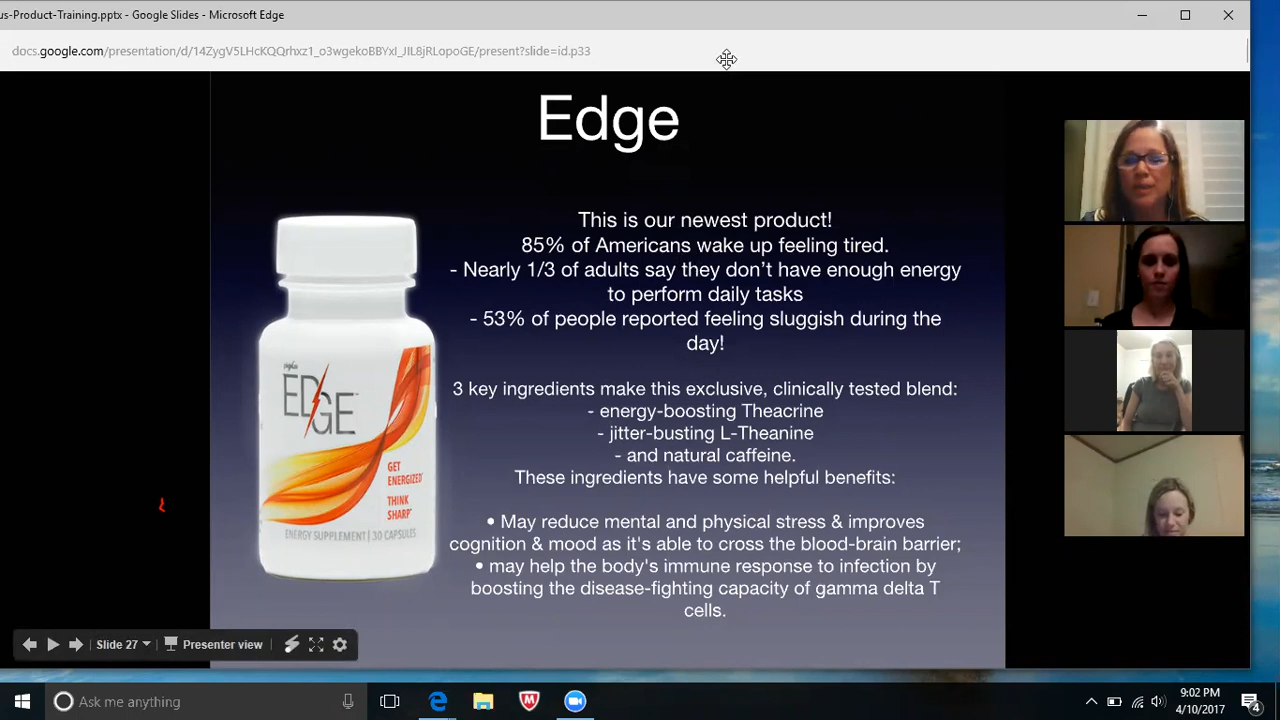 us-Product-Training.pptx - Google Slides - Microsoft Edge
docs.google.com/presentation/d/14ZygV5LHcKQQrhxz1_o3wgekoBBYxI_JIL8jRLopoGE/present?slide=id.p33
Edge
This is our newest product!
85% of Americans wake up feeling tired.
- Nearly 1/3 of adults say they don’t have enough energy
to perform daily tasks
- 53% of people reported feeling sluggish during the
day!
3 key ingredients make this exclusive, clinically tested blend:
- energy-boosting Theacrine
- jitter-busting L-Theanine
- and natural caffeine.
These ingredients have some helpful benefits:
• May reduce mental and physical stress & improves
cognition & mood as it's able to cross the blood-brain barrier;
• may help the body's immune response to infection by
boosting the disease-fighting capacity of gamma delta T
cells.
EDGE
GET
ENERGIZED
THINK
SHARP
ENERGY SUPPLEMENT | 30 CAPSULES
Slide 27
Presenter view
Ask me anything
9:02 PM
4/10/2017
4